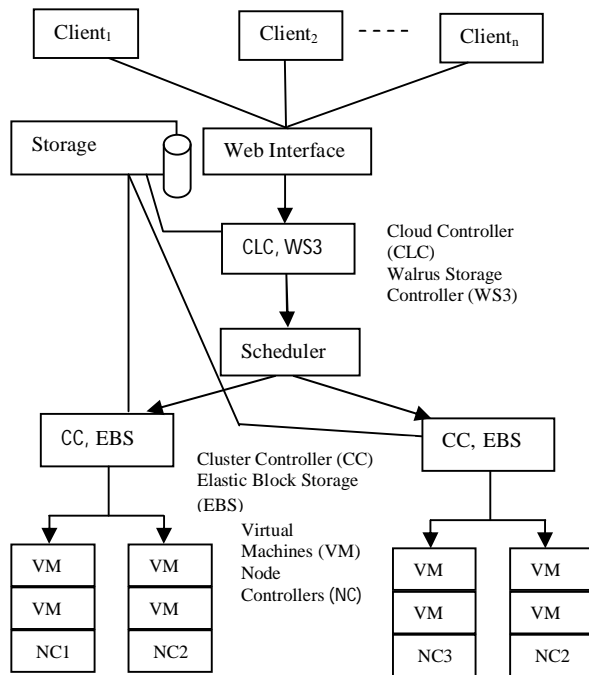 Client1
Client2
Clientn
Storage
Web Interface
CLC, WS3
Cloud Controller
(CLC)
Walrus Storage
Controller (WS3)
Scheduler
CC, EBS
CC, EBS
Cluster Controller (CC)
Elastic Block Storage
(EBS)
Virtual
Machines (VM)
Node
Controllers (NC)
VM
VM
NC1
VM
VM
NC2
VM
VM
NC3
VM
VM
NC2